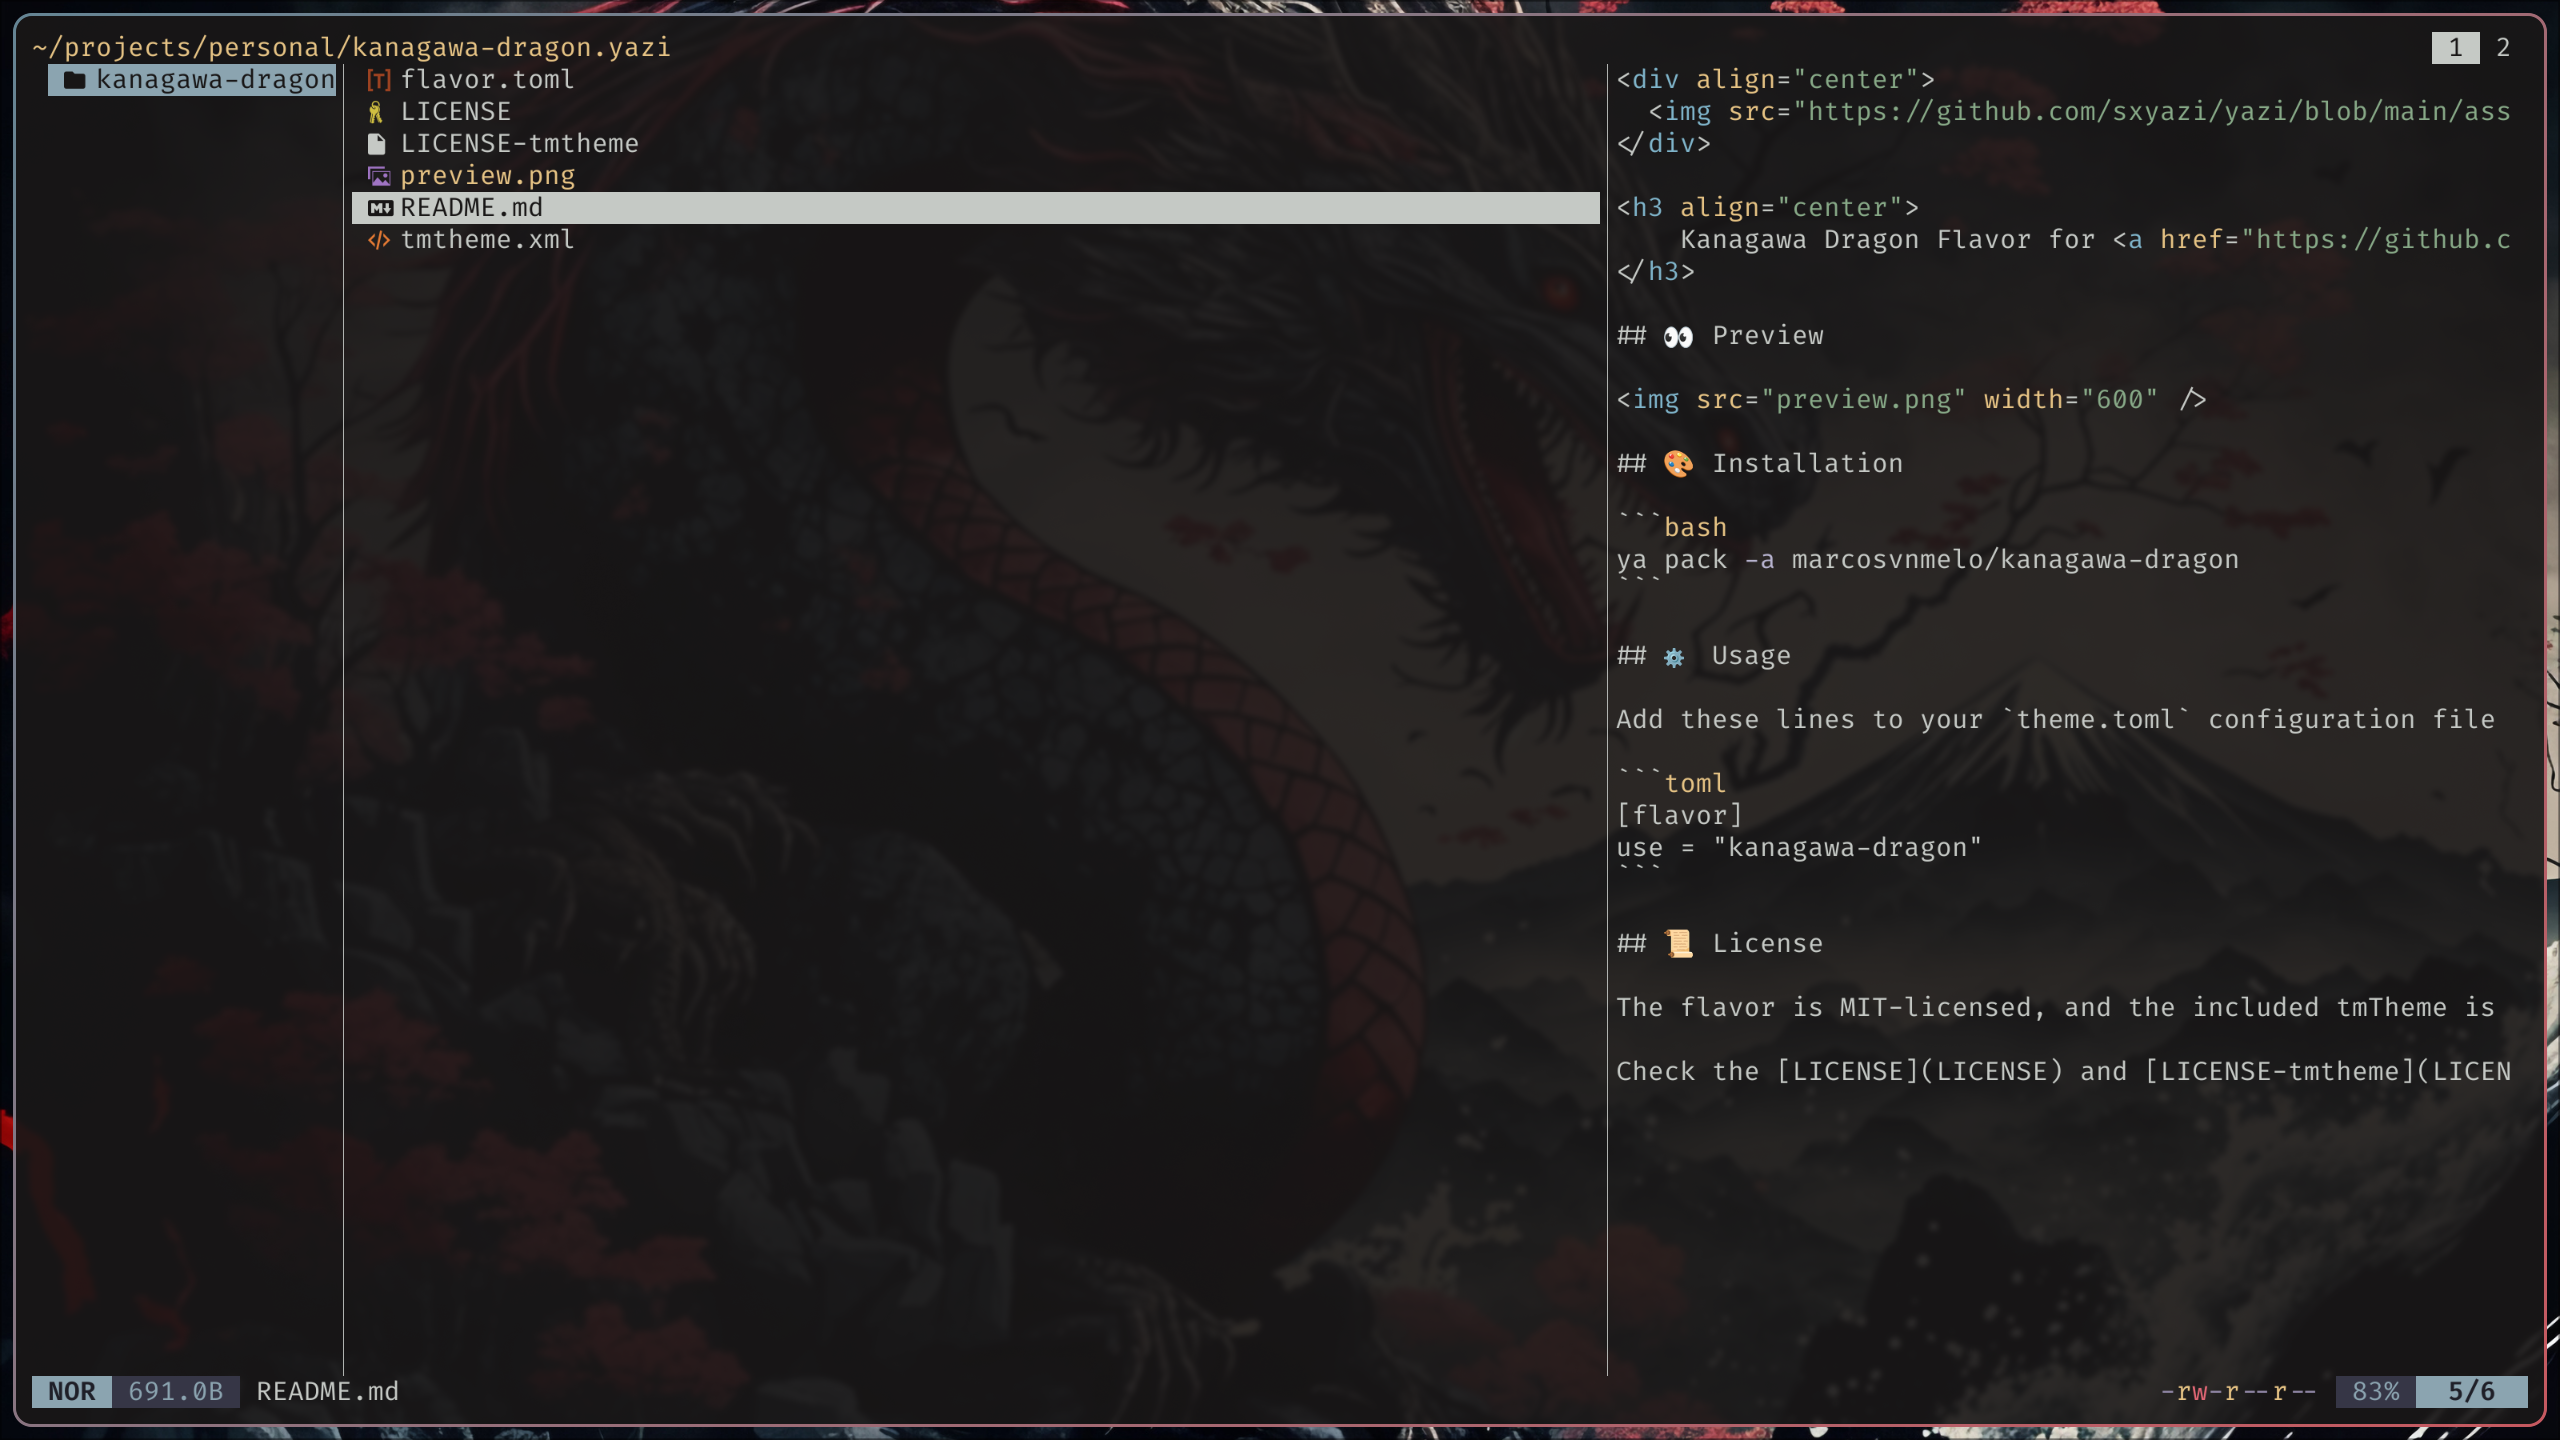 ~/projects/personal/kanagawa-dragon.yazi
1 2
kanagawa-dragon
flavor.toml
LICENSE
LICENSE-tmtheme
preview.png
README.md
tmtheme.xml
<div align="center">
  <img src="https://github.com/sxyazi/yazi/blob/main/ass
</div>
<h3 align="center">
    Kanagawa Dragon Flavor for <a href="https://github.c
</h3>
## 👀 Preview
<img src="preview.png" width="600" />
## 🎨 Installation
```bash
ya pack -a marcosvnmelo/kanagawa-dragon
```
## ⚙️ Usage
Add these lines to your `theme.toml` configuration file
```toml
[flavor]
use = "kanagawa-dragon"
```
## 📜 License
The flavor is MIT-licensed, and the included tmTheme is
Check the [LICENSE](LICENSE) and [LICENSE-tmtheme](LICEN
NOR 691.0B README.md
-rw-r--r-- 83% 5/6